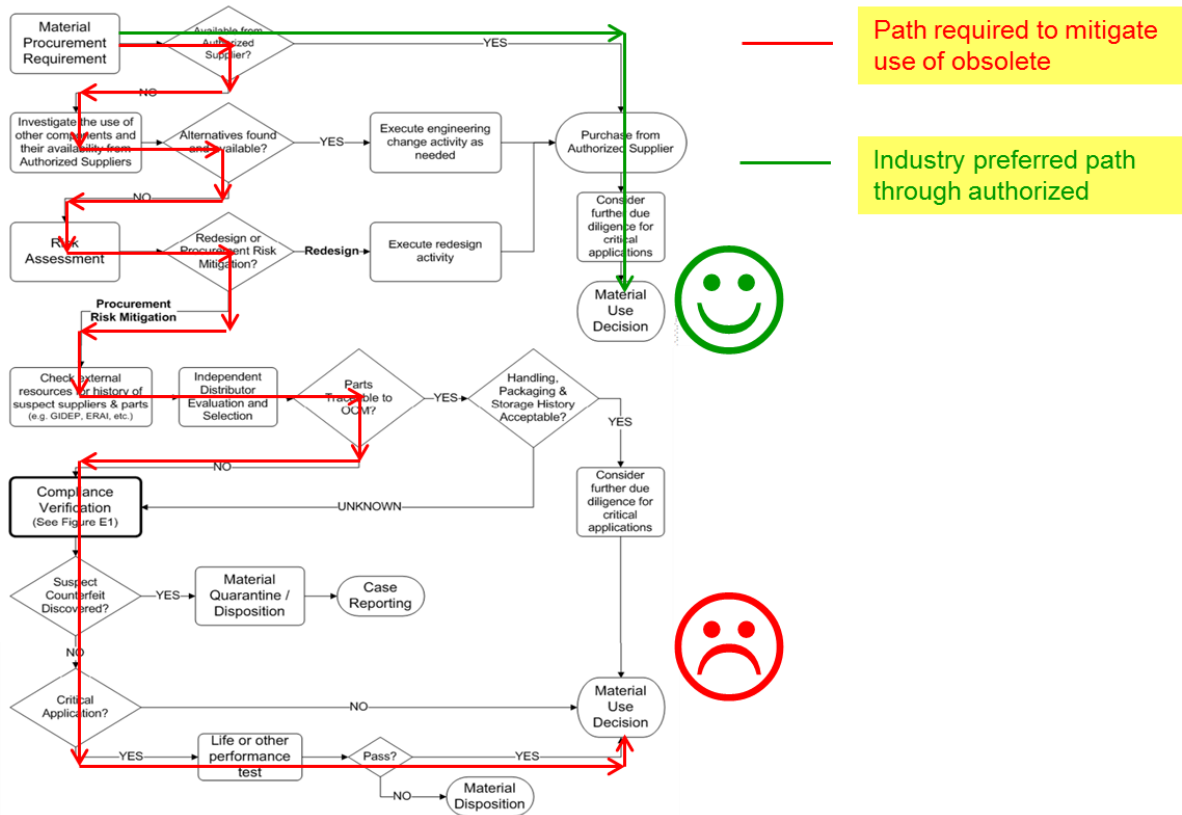 Material
Procurement
Requirement
Available from
Authorized
Supplier?
YES
Path required to mitigate
use of obsolete
NO
Investigate the use of
other components and
their availability from
Authorized Suppliers
Alternatives found
and available?
YES
Execute engineering
change activity as
needed
Purchase from
Authorized Supplier
Industry preferred path
through authorized
NO
Risk
Assessment
Redesign or
Procurement Risk
Mitigation?
Redesign
Execute redesign
activity
Consider
further due
diligence for
critical
applications
Material
Use
Decision
Procurement
Risk Mitigation
Check external
resources for history of
suspect suppliers & parts
(e.g. GIDEP, ERAI, etc.)
Independent
Distributor
Evaluation and
Selection
Parts
Traceable to
OCM?
YES
Handling,
Packaging &
Storage History
Acceptable?
YES
NO
Compliance
Verification
(See Figure E1)
UNKNOWN
Consider
further due
diligence for
critical
applications
Suspect
Counterfeit
Discovered?
YES
Material
Quarantine /
Disposition
Case
Reporting
NO
Critical
Application?
NO
Material
Use
Decision
YES
Life or other
performance
test
Pass?
YES
NO
Material
Disposition